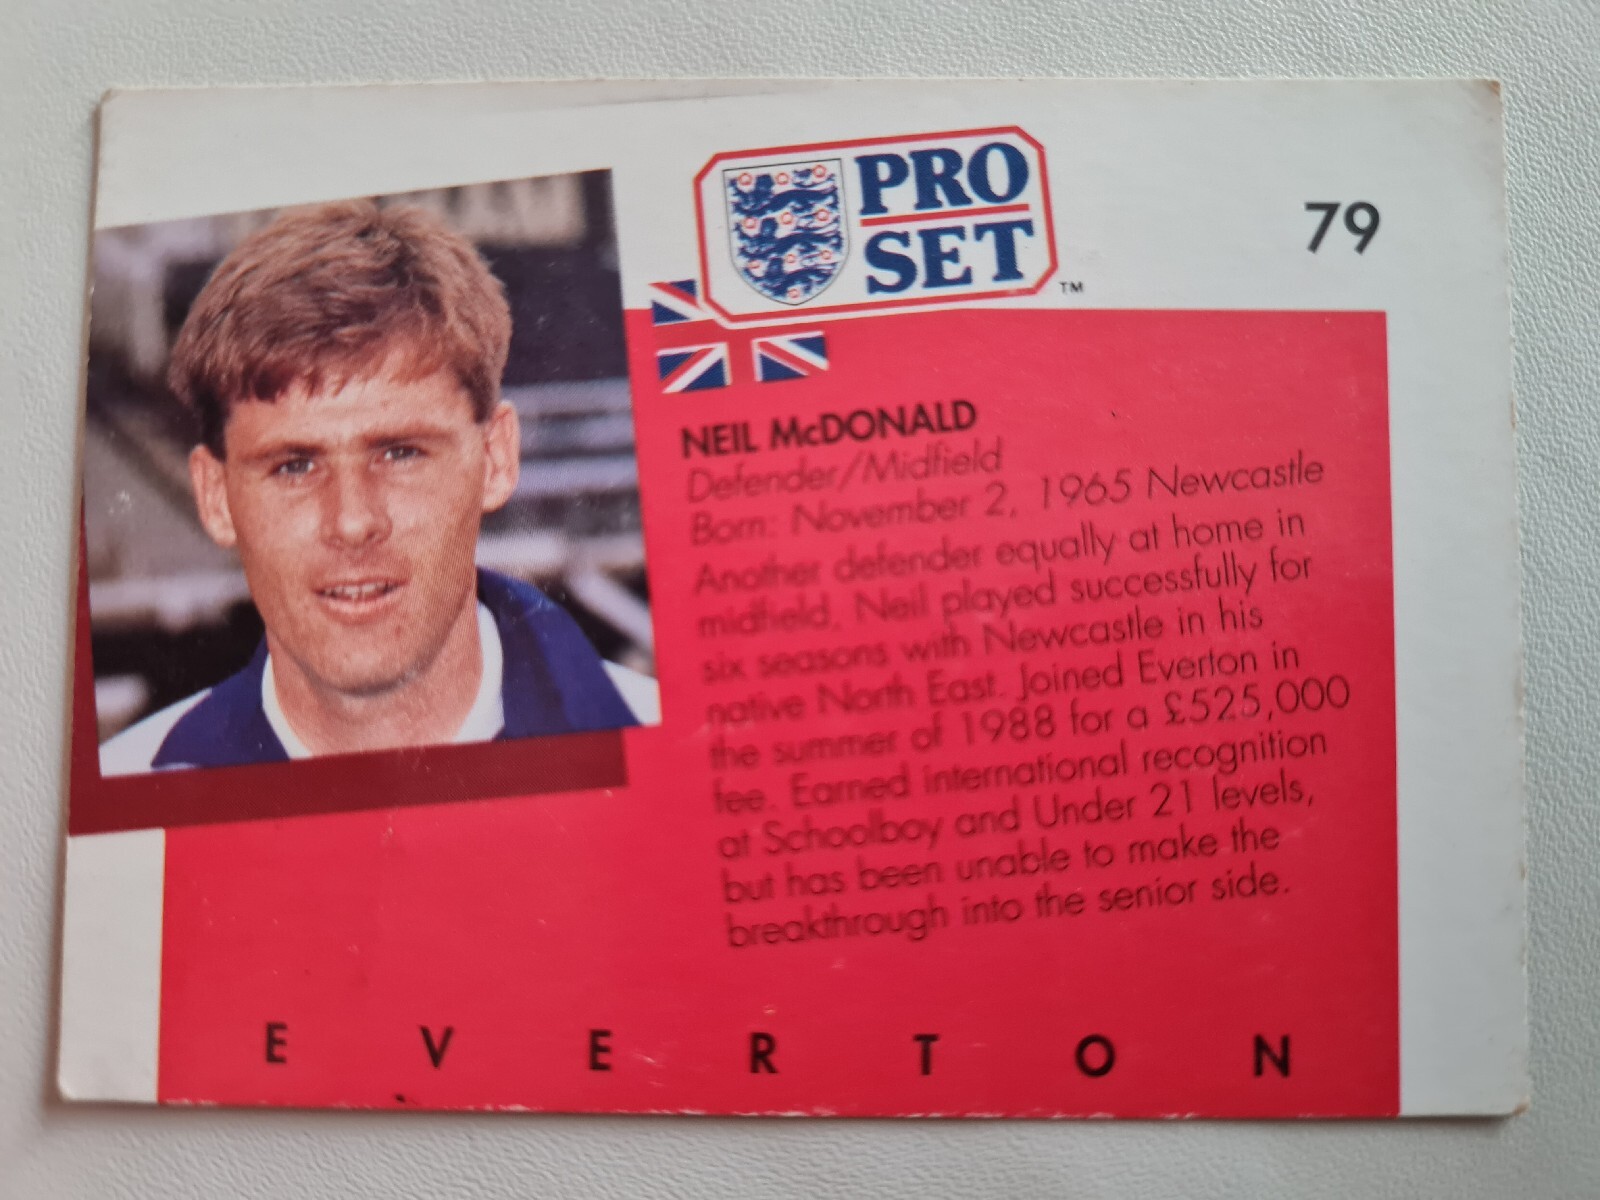 PRO
SET
TM
79
NEIL McDONALD
Defender/Midfield
Born: November 2, 1965 Newcastle
Another defender equally at home in
midfield, Neil played successfully for
six seasons with Newcastle in his
native North East. Joined Everton in
the summer of 1988 for a £525,000
fee. Earned international recognition
at Schoolboy and Under 21 levels,
but has been unable to make the
breakthrough into the senior side.
EVERTON